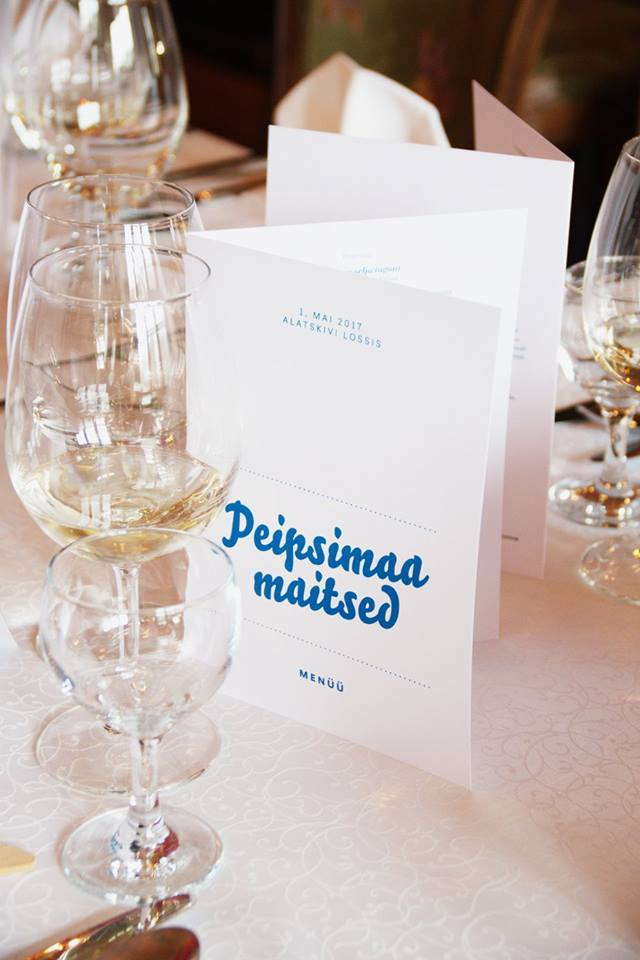 1. MAI 2017
ALATSKIVI LOSSIS
Peipsimaa
maitsed
MENÜÜ